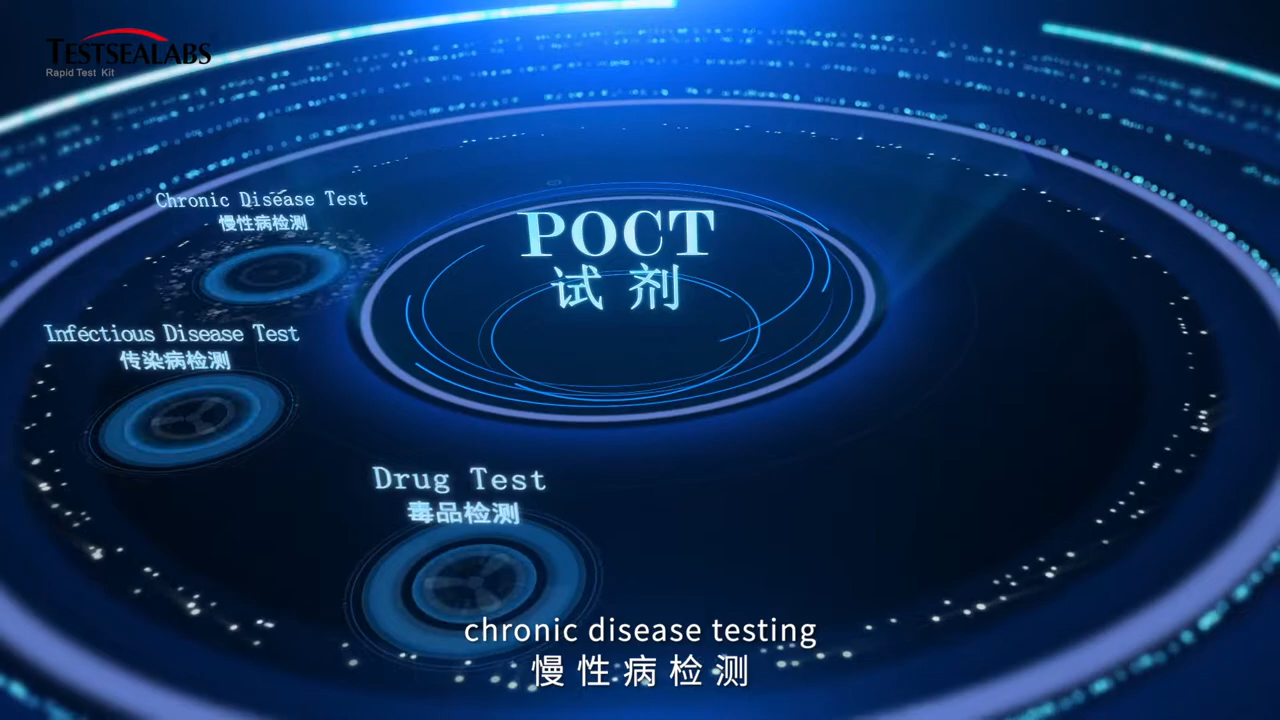 TESTSEALABS
Rapid Test Kit
Chronic Disease Test
慢性病检测
POCT
试剂
Infectious Disease Test
传染病检测
Drug Test
毒品检测
chronic disease testing
慢性病检测